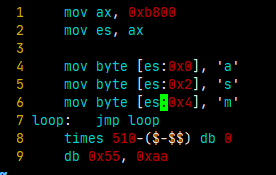 1 mov ax, 0xb800
2 mov es, ax
3
4 mov byte [es:0x0], 'a'
5 mov byte [es:0x2], 's'
6 mov byte [es:0x4], 'm'
7 loop: jmp loop
8 times 510-($-$$) db 0
9 db 0x55, 0xaa